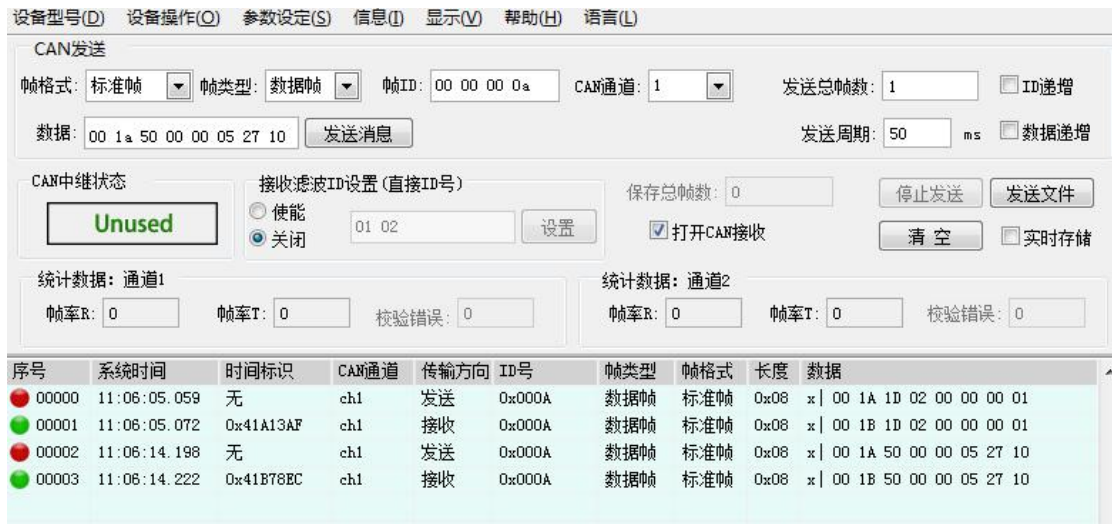 设备型号(D) 设备操作(O) 参数设定(S) 信息(I) 显示(V) 帮助(H) 语言(L)
CAN发送
帧格式: 标准帧 帧类型: 数据帧 帧ID: 00 00 00 0a CAN通道: 1 发送总帧数: 1 ID递增
数据: 00 1a 50 00 00 05 27 10 发送消息 发送周期: 50 ms 数据递增
CAN中继状态 接收滤波ID设置(直接ID号) 保存总帧数: 0 停止发送 发送文件
Unused 使能 01 02 设置
关闭 打开CAN接收 清 空 实时存储
统计数据: 通道1 统计数据: 通道2
帧率R: 0 帧率T: 0 校验错误: 0 帧率R: 0 帧率T: 0 校验错误: 0
序号 系统时间 时间标识 CAN通道 传输方向 ID号 帧类型 帧格式 长度 数据
00000 11:06:05.059 无 ch1 发送 0x000A 数据帧 标准帧 0x08 x| 00 1A 1D 02 00 00 00 01
00001 11:06:05.072 0x41A13AF ch1 接收 0x000A 数据帧 标准帧 0x08 x| 00 1B 1D 02 00 00 00 01
00002 11:06:14.198 无 ch1 发送 0x000A 数据帧 标准帧 0x08 x| 00 1A 50 00 00 05 27 10
00003 11:06:14.222 0x41B78EC ch1 接收 0x000A 数据帧 标准帧 0x08 x| 00 1B 50 00 00 05 27 10